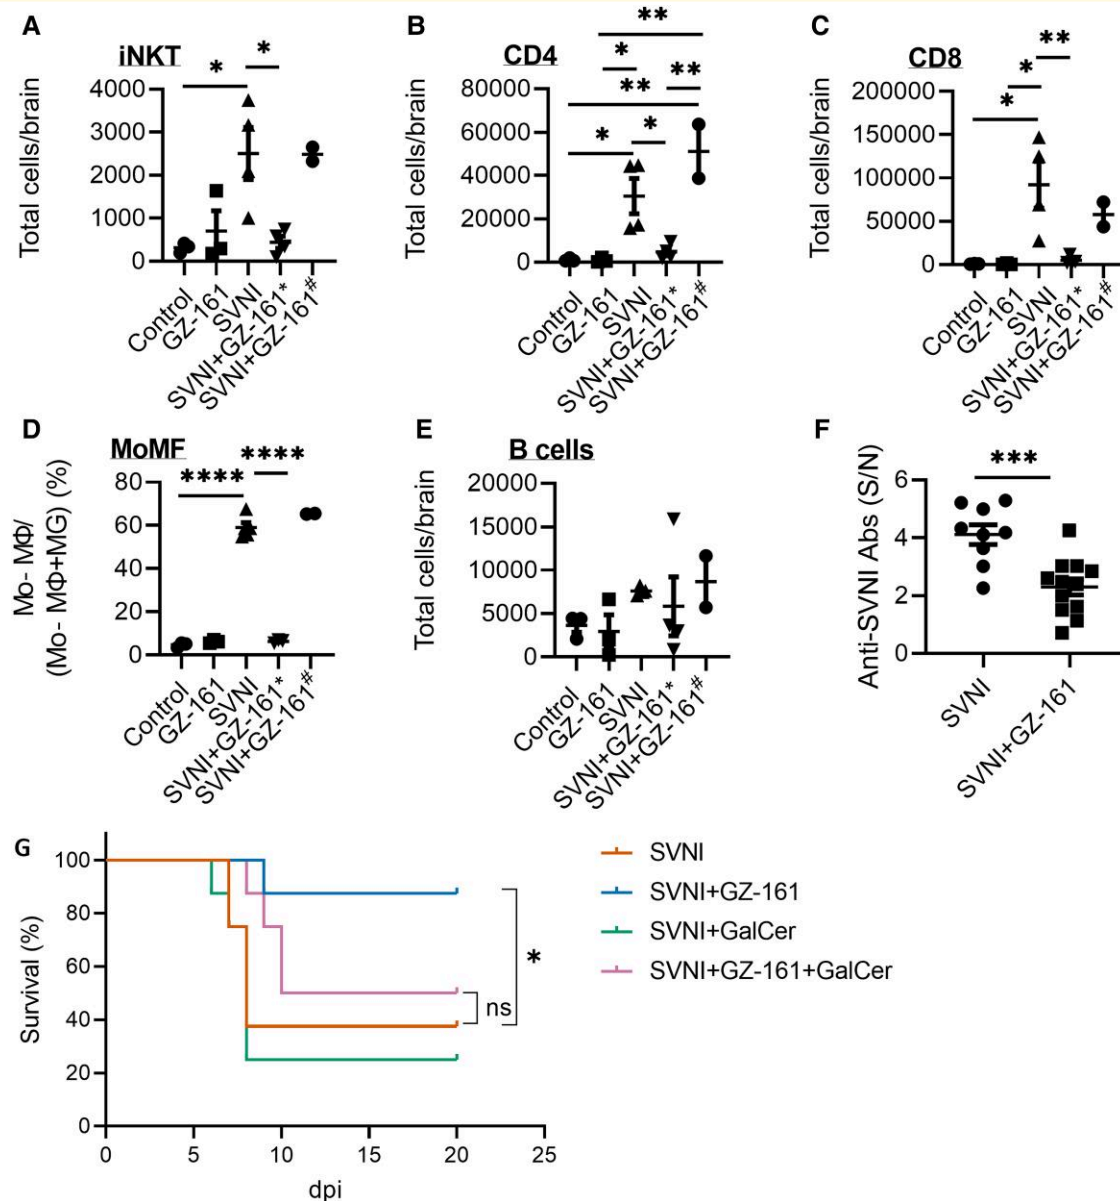 A
iNKT
Total cells/brain
4000
3000
2000
1000
0
*
*
Control
GZ-161
SVNI
SVNI+GZ-161*
SVNI+GZ-161#
B
CD4
Total cells/brain
80000
60000
40000
20000
0
**
*
**
**
*
*
Control
GZ-161
SVNI
SVNI+GZ-161*
SVNI+GZ-161#
C
CD8
Total cells/brain
200000
150000
100000
50000
0
**
*
*
Control
GZ-161
SVNI
SVNI+GZ-161*
SVNI+GZ-161#
D
MoMF
Mo- MΦ/
(Mo- MΦ+MG) (%)
80
60
40
20
0
****
****
Control
GZ-161
SVNI
SVNI+GZ-161*
SVNI+GZ-161#
E
B cells
Total cells/brain
20000
15000
10000
5000
0
Control
GZ-161
SVNI
SVNI+GZ-161*
SVNI+GZ-161#
F
Anti-SVNI Abs (S/N)
6
4
2
0
***
SVNI
SVNI+GZ-161
G
Survival (%)
100
80
60
40
20
0
0 5 10 15 20 25
dpi
*
ns
SVNI
SVNI+GZ-161
SVNI+GalCer
SVNI+GZ-161+GalCer